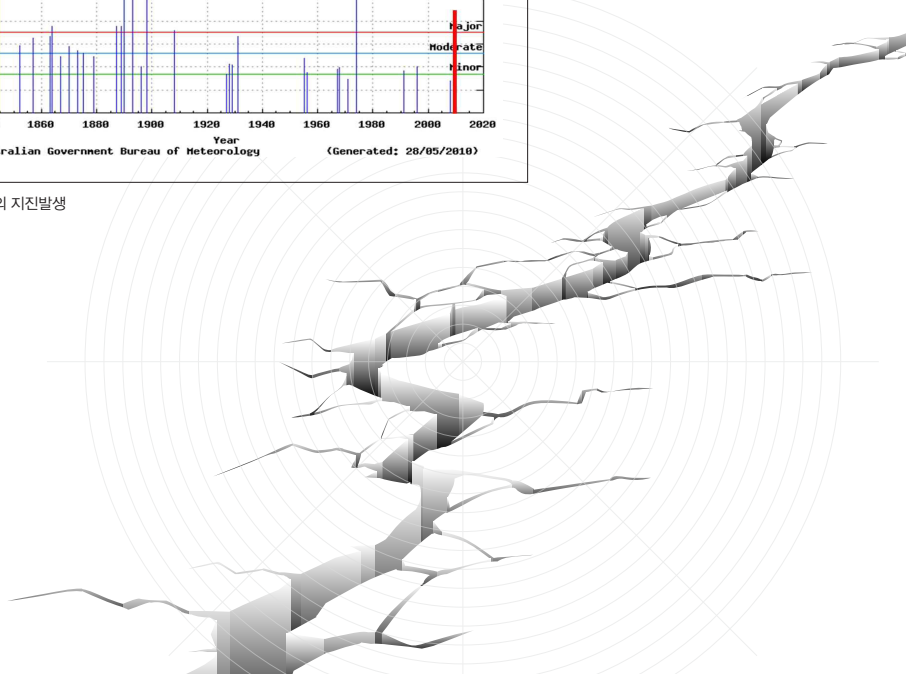 Major
Moderate
Minor
1860 1880 1900 1920 1940 1960 1980 2000 2020
Year
ralian Government Bureau of Meteorology (Generated: 28/05/2010)
의 지진발생